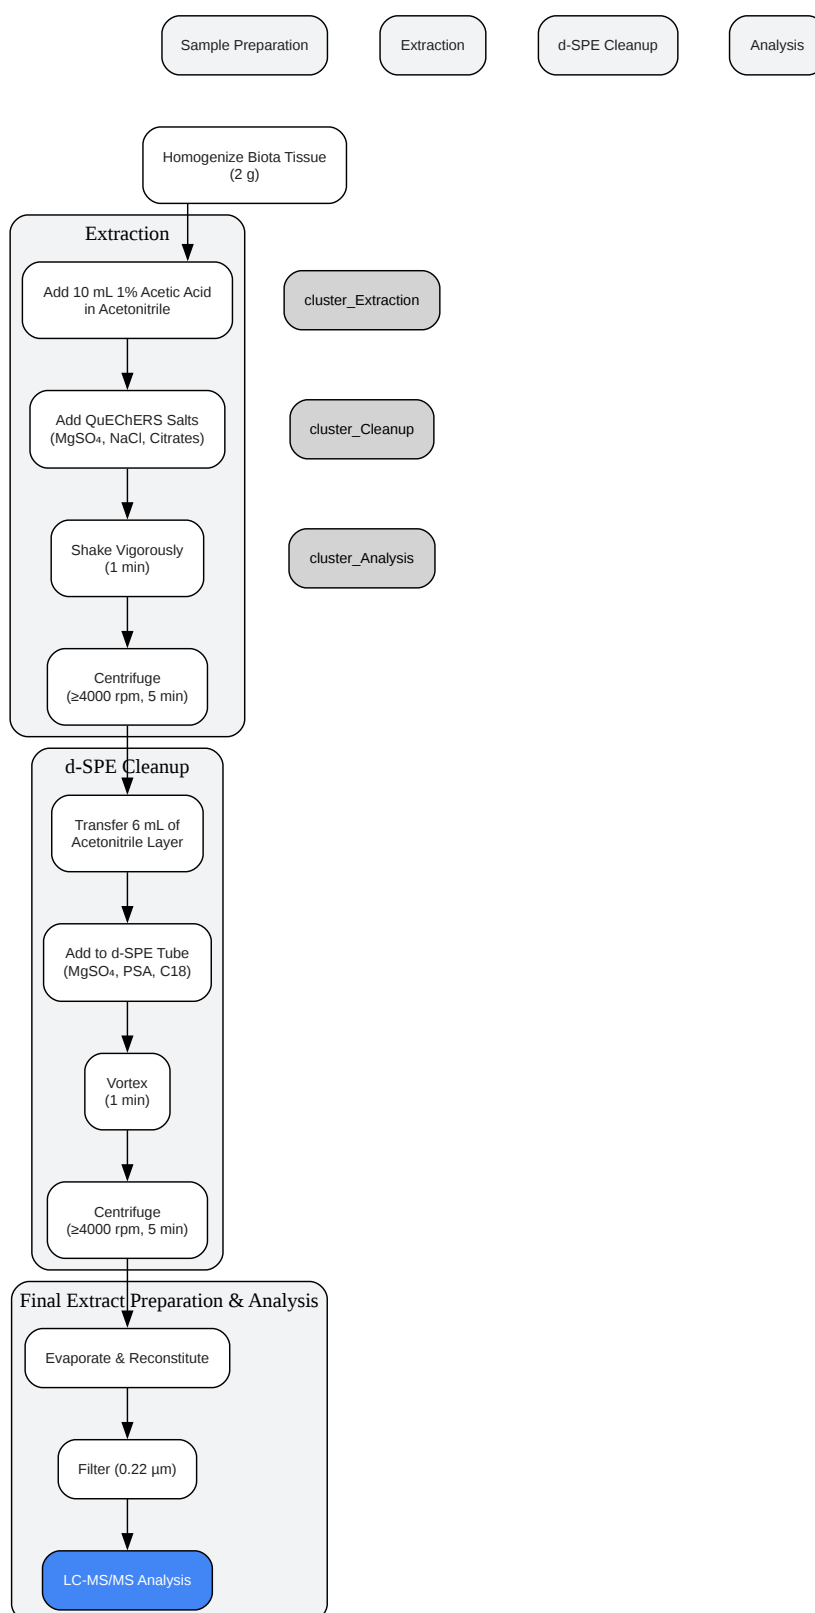 Sample Preparation
Extraction
d-SPE Cleanup
Analysis
Homogenize Biota Tissue
(2 g)
Extraction
Add 10 mL 1% Acetic Acid
in Acetonitrile
cluster_Extraction
Add QuEChERS Salts
(MgSO₄, NaCl, Citrates)
cluster_Cleanup
Shake Vigorously
(1 min)
cluster_Analysis
Centrifuge
(≥4000 rpm, 5 min)
d-SPE Cleanup
Transfer 6 mL of
Acetonitrile Layer
Add to d-SPE Tube
(MgSO₄, PSA, C18)
Vortex
(1 min)
Centrifuge
(≥4000 rpm, 5 min)
Final Extract Preparation & Analysis
Evaporate & Reconstitute
Filter (0.22 µm)
LC-MS/MS Analysis